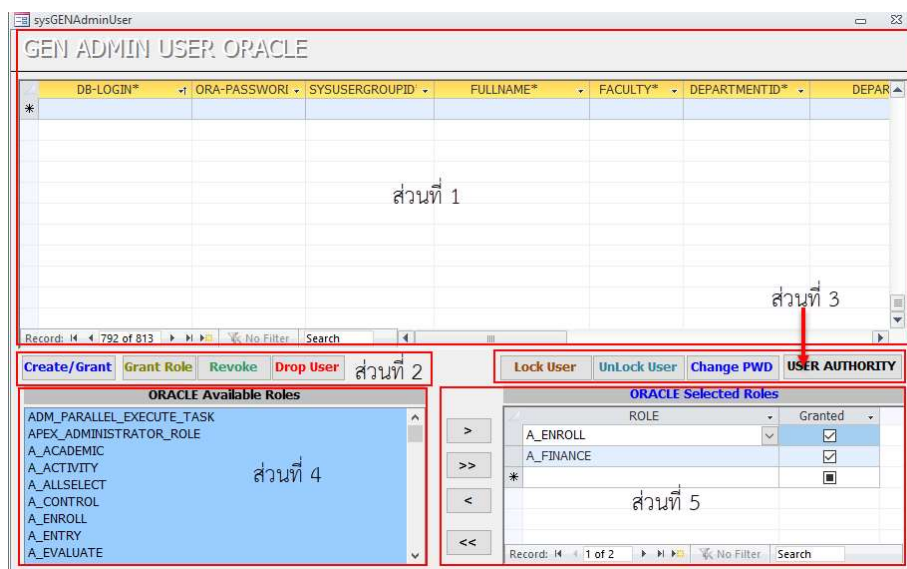 sysGENAdminUser
GEN ADMIN USER ORACLE
DB-LOGIN* ORA-PASSWORI SYSUSERGROUPID FULLNAME* FACULTY* DEPARTMENTID* DEPAR
ส่วนที่ 1
ส่วนที่ 3
Record: 792 of 813 No Filter Search
Create/Grant Grant Role Revoke Drop User ส่วนที่ 2 Lock User UnLock User Change PWD USER AUTHORITY
ORACLE Available Roles
ADM_PARALLEL_EXECUTE_TASK
APEX_ADMINISTRATOR_ROLE
A_ACADEMIC
A_ACTIVITY
A_ALLSELECT
A_CONTROL
A_ENROLL
A_ENTRY
A_EVALUATE
ส่วนที่ 4
>
>>
<
<<
ORACLE Selected Roles
ROLE Granted
A_ENROLL
A_FINANCE
*
ส่วนที่ 5
Record: 1 of 2 No Filter Search